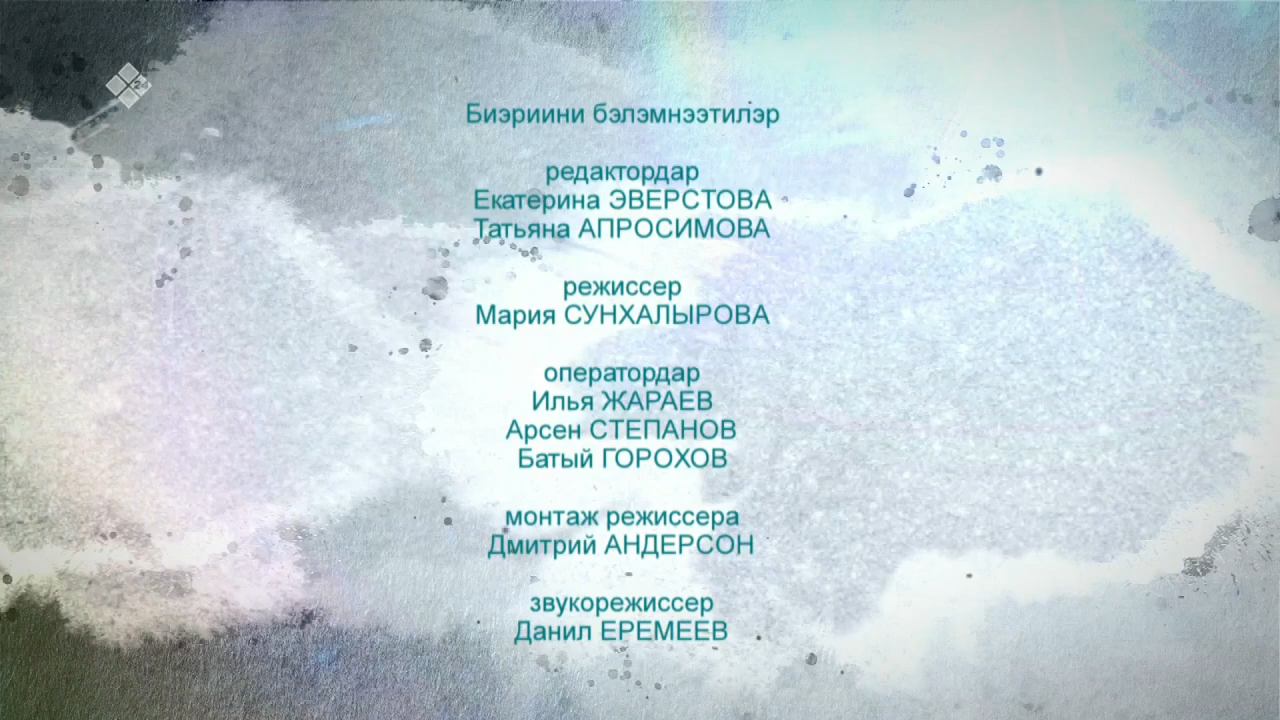 24
Биэриини бэлэмнээтилэр
редактордар
Екатерина ЭВЕРСТОВА
Татьяна АПРОСИМОВА
режиссер
Мария СУНХАЛЫРОВА
оператордар
Илья ЖАРАЕВ
Арсен СТЕПАНОВ
Батый ГОРОХОВ
монтаж режиссера
Дмитрий АНДЕРСОН
звукорежиссер
Данил ЕРЕМЕЕВ